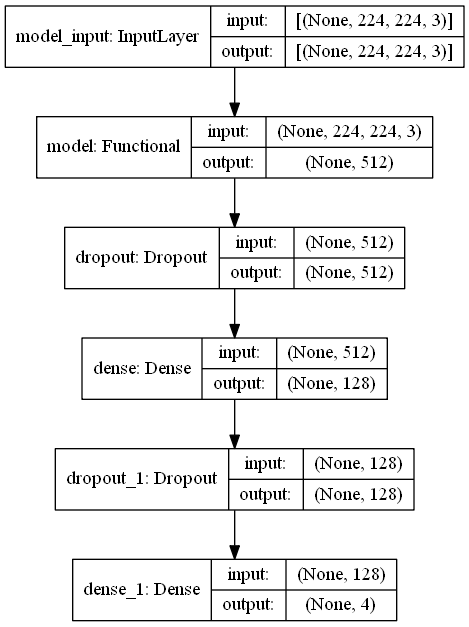 model_input: InputLayer
input:
[(None, 224, 224, 3)]
output:
[(None, 224, 224, 3)]
model: Functional
input:
(None, 224, 224, 3)
output:
(None, 512)
dropout: Dropout
input:
(None, 512)
output:
(None, 512)
dense: Dense
input:
(None, 512)
output:
(None, 128)
dropout_1: Dropout
input:
(None, 128)
output:
(None, 128)
dense_1: Dense
input:
(None, 128)
output:
(None, 4)